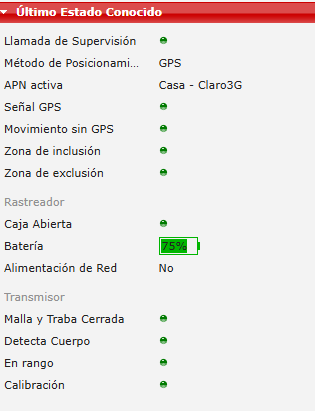 Último Estado Conocido
Llamada de Supervisión
Método de Posicionami... GPS
APN activa Casa - Claro3G
Señal GPS
Movimiento sin GPS
Zona de inclusión
Zona de exclusión
Rastreador
Caja Abierta
Batería 75%
Alimentación de Red No
Transmisor
Malla y Traba Cerrada
Detecta Cuerpo
En rango
Calibración